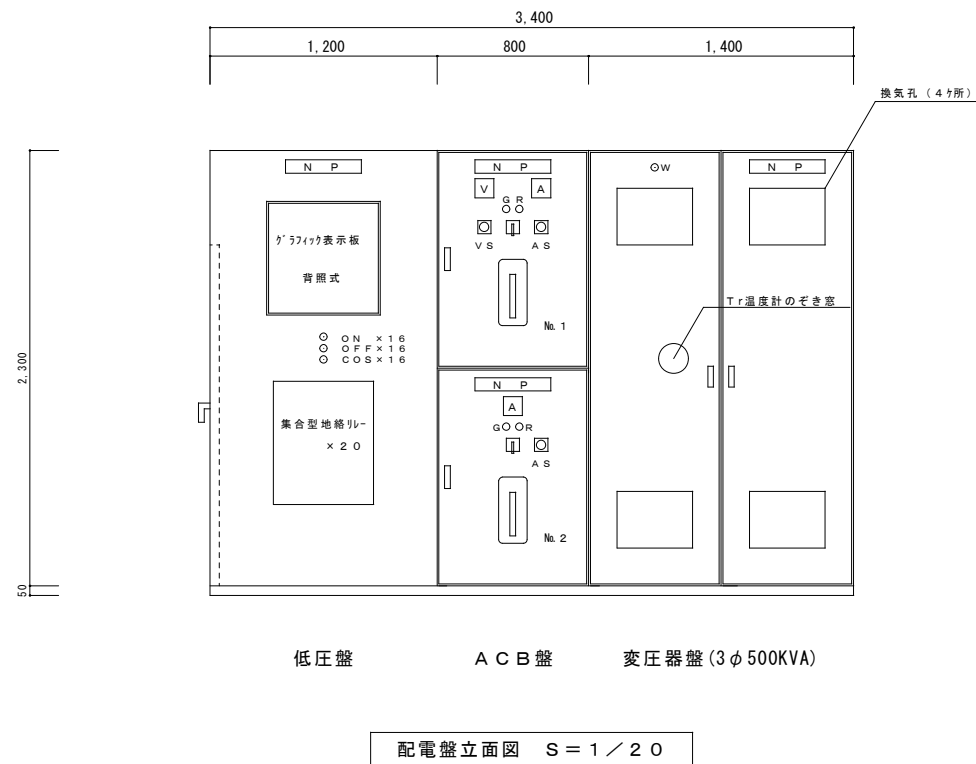 3,400
1,200
800
1,400
換気孔（4ヶ所）
NP
NP
W
NP
V
A
G R
グラフィック表示板
背照式
VS
AS
Tr温度計のぞき窓
No.1
ON ×16
OFF×16
COS×16
2,300
NP
A
G
R
集合型地絡リレー
×20
AS
No.2
50
低圧盤
ACB盤
変圧器盤(3φ500KVA)
配電盤立面図 S=1/20